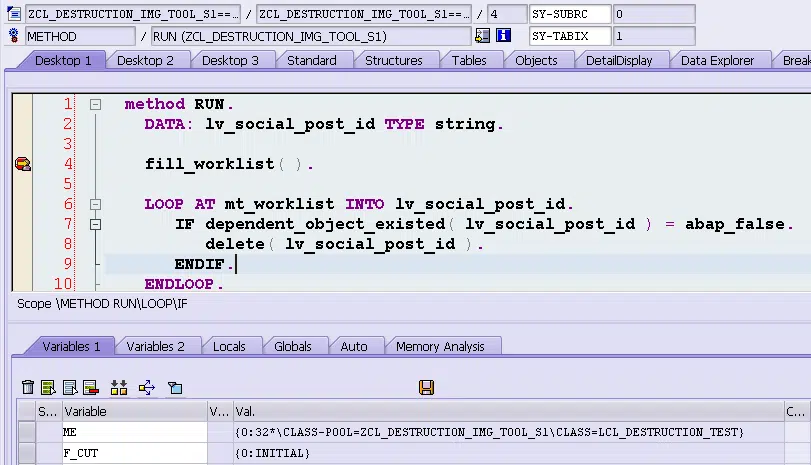 ZCL_DESTRUCTION_IMG_TOOL_S1==... / ZCL_DESTRUCTION_IMG_TOOL_S1==... / 4 SY-SUBRC 0
METHOD / RUN (ZCL_DESTRUCTION_IMG_TOOL_S1) SY-TABIX 1
Desktop 1 Desktop 2 Desktop 3 Standard Structures Tables Objects DetailDisplay Data Explorer Break
1 method RUN.
2 DATA: lv_social_post_id TYPE string.
3
4 fill_worklist( ).
5
6 LOOP AT mt_worklist INTO lv_social_post_id.
7 IF dependent_object_existed( lv_social_post_id ) = abap_false.
8 delete( lv_social_post_id ).
9 ENDIF.
10 ENDLOOP.
Scope \METHOD RUN\LOOP\IF
Variables 1 Variables 2 Locals Globals Auto Memory Analysis
S... Variable V... Val. C...
ME {O:32*\CLASS-POOL=ZCL_DESTRUCTION_IMG_TOOL_S1\CLASS=LCL_DESTRUCTION_TEST}
F_CUT {O:INITIAL}